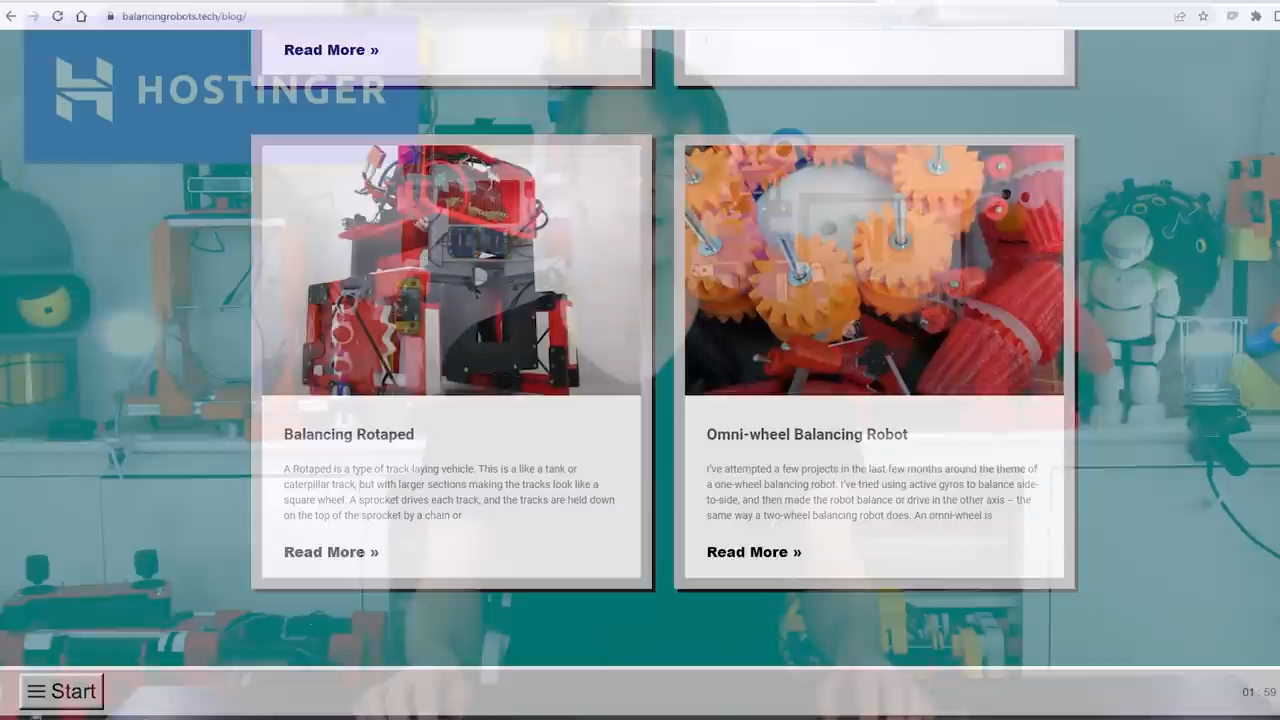 balancingrobots.tech/blog/
Read More »
HOSTINGER
Balancing Rotaped
A Rotaped is a type of track-laying vehicle. This is a like a tank or
caterpillar track, but with larger sections making the tracks look like a
square wheel. A sprocket drives each track, and the tracks are held down
on the top of the sprocket by a chain or
Read More »
Omni-wheel Balancing Robot
I've attempted a few projects in the last few months around the theme of
a one-wheel balancing robot. I've tried using active gyros to balance side-
to-side, and then made the robot balance or drive in the other axis – the
same way a two-wheel balancing robot does. An omni-wheel is
Read More »
Start
01 : 59